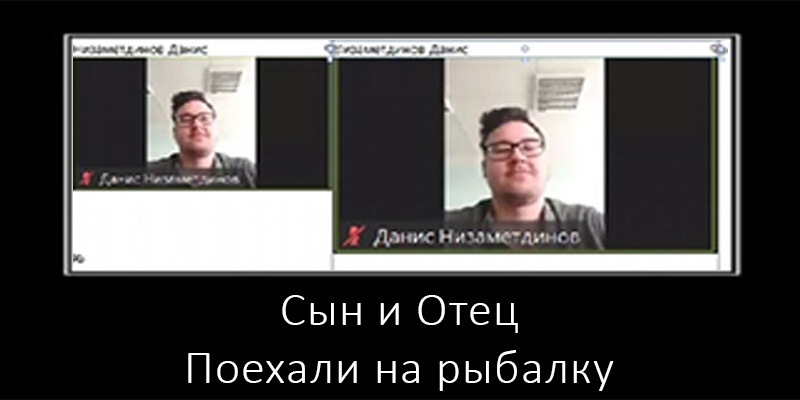 Низаметдинов Данис
Низаметдинов Данис
Данис Низаметдинов
Данис Низаметдинов
Сын и Отец
Поехали на рыбалку